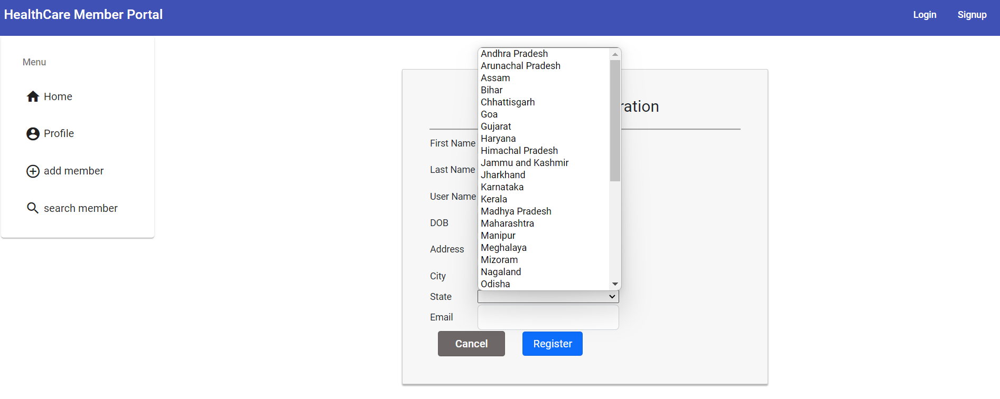 HealthCare Member Portal
Login
Signup
Menu
Home
Profile
add member
search member
ration
First Name
Last Name
User Name
DOB
Address
City
State
Email
Andhra Pradesh
Arunachal Pradesh
Assam
Bihar
Chhattisgarh
Goa
Gujarat
Haryana
Himachal Pradesh
Jammu and Kashmir
Jharkhand
Karnataka
Kerala
Madhya Pradesh
Maharashtra
Manipur
Meghalaya
Mizoram
Nagaland
Odisha
Cancel
Register